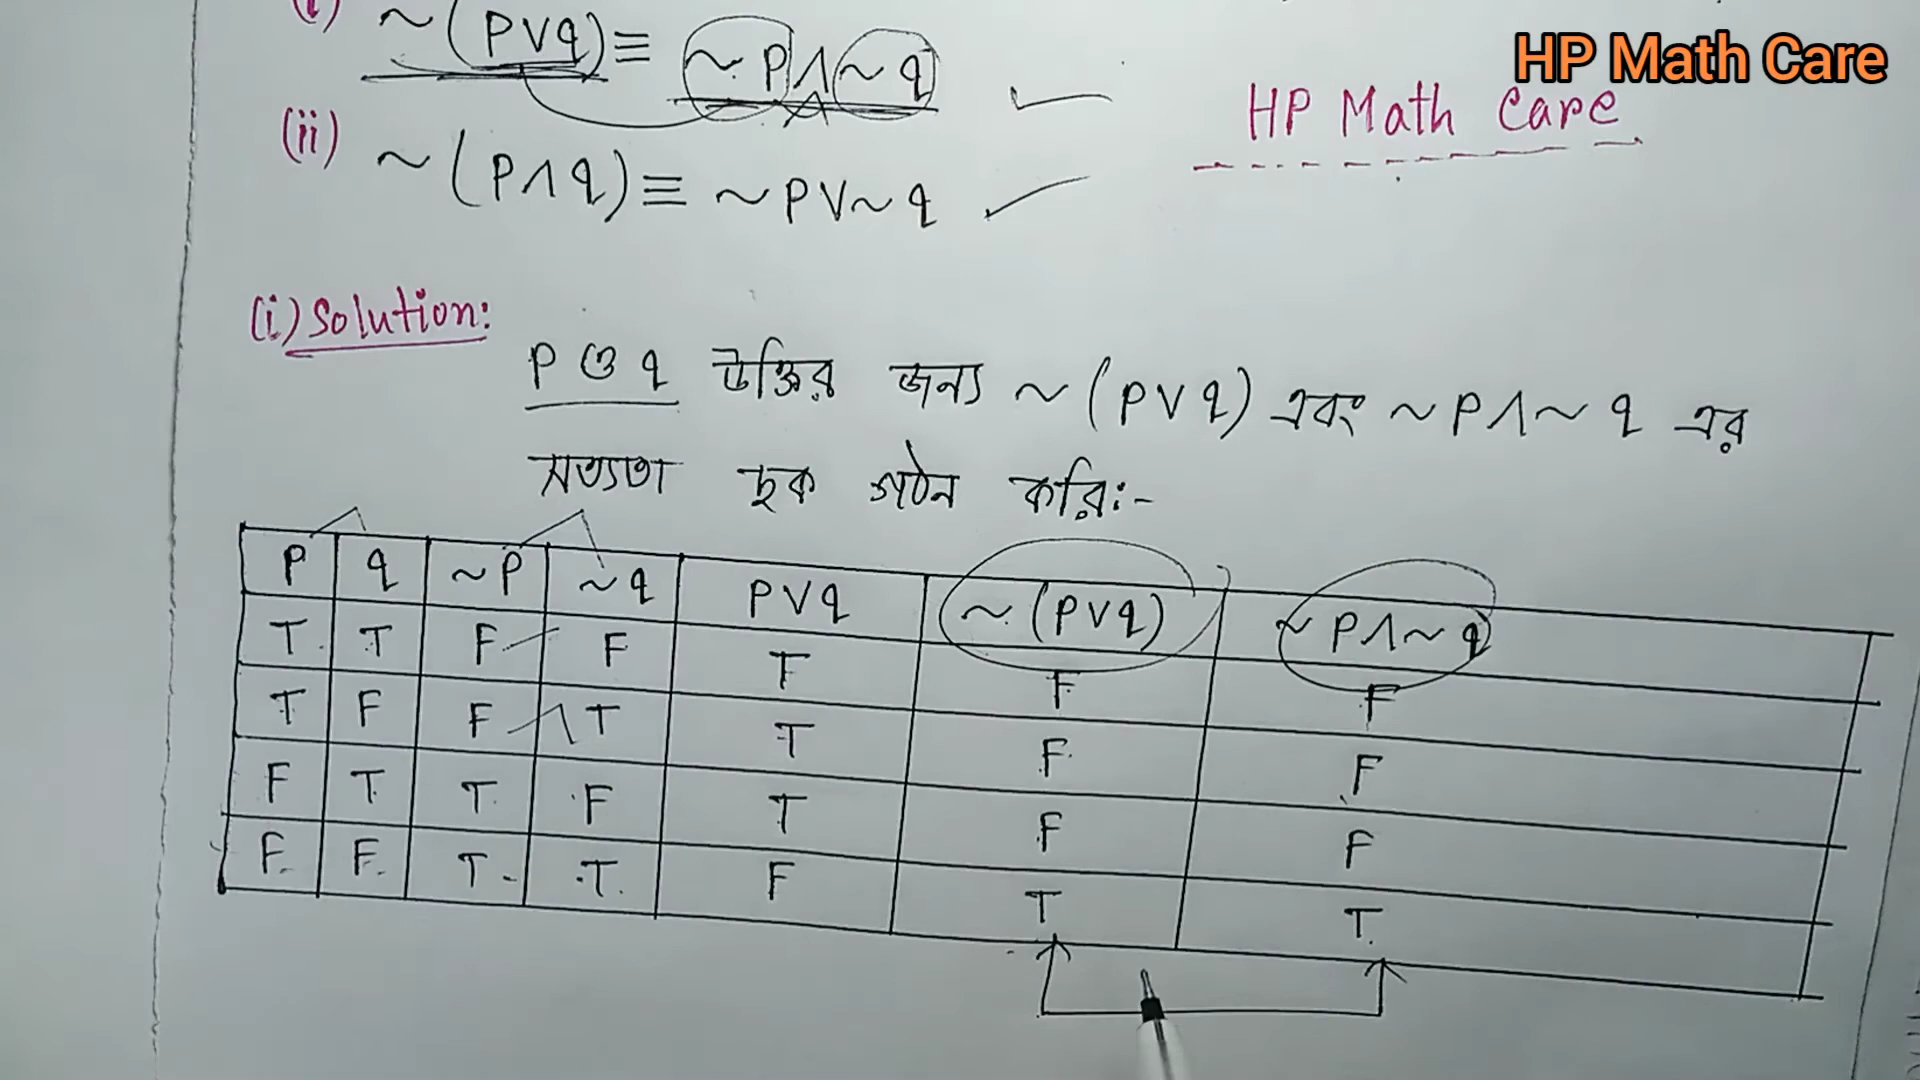 HP Math Care
(i) ~(p∨q)≡ ~p∧~q
HP Math Care
(ii) ~(p∧q)≡ ~p∨~q
(i) Solution:
p ও q উক্তির জন্য ~(p∨q) এবং ~p∧~q এর
সত্যতা ছক গঠন করি:-
p q ~p ~q p∨q ~(p∨q) ~p∧~q
T T F F T F F
T F F T T F F
F T T F T F F
F F T T F T T